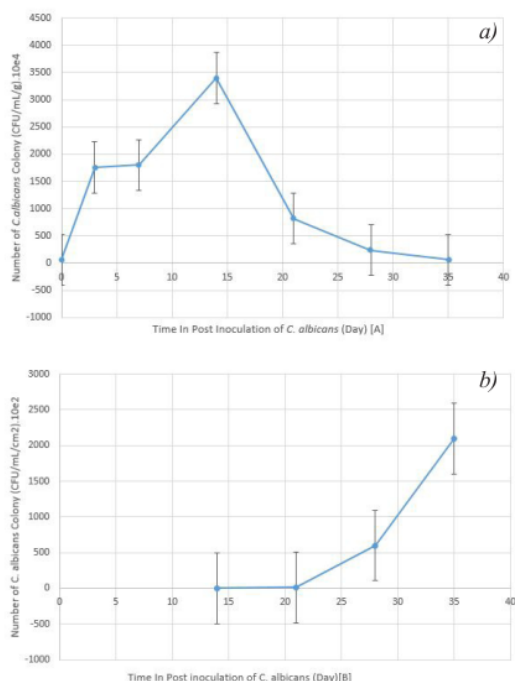 a)
4500
4000
3500
3000
2500
2000
1500
1000
500
0
-500
-1000
0 5 10 15 20 25 30 35 40
Number of C.albicans Colony (CFU/mL/g).10e4
Time In Post Inoculation of C. albicans (Day) [A]
b)
3000
2500
2000
1500
1000
500
0
-500
-1000
0 5 10 15 20 25 30 35 40
Number of C. albicans Colony (CFU/mL/cm2).10e2
Time In Post inoculation of C. albicans (Day)[B]